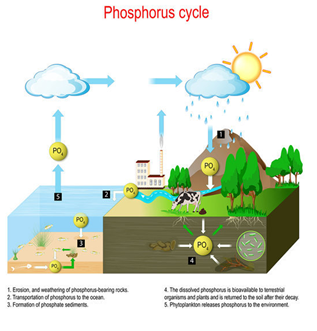 Phosphorus cycle
1
PO4
PO4
2
PO4
5
PO4
3
PO4
4
1. Erosion, and weathering of phosphorus-bearing rocks.
2. Transportation of phosphorus to the ocean.
3. Formation of phosphate sediments.
4. The dissolved phosphorus is bioavailable to terrestrial
organisms and plants and is returned to the soil after their decay.
5. Phytoplankton releases phosphorus to the environment.